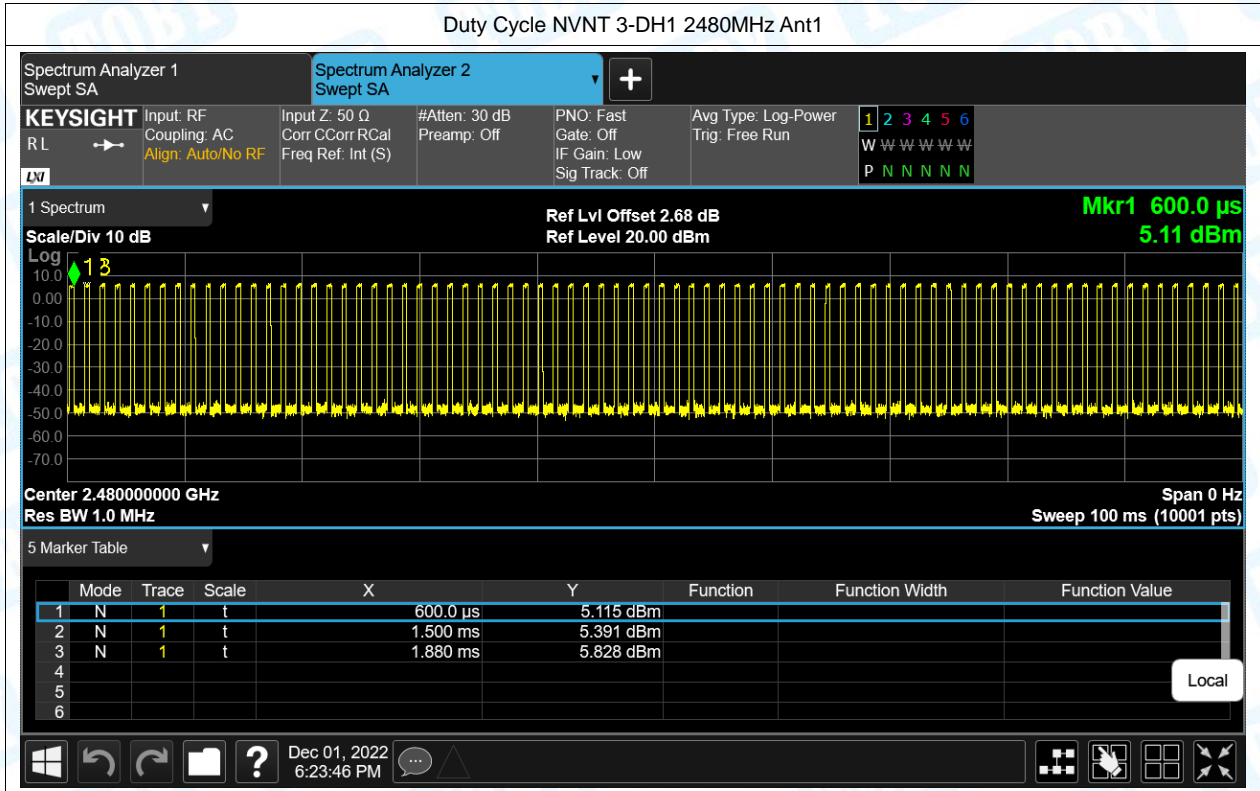 Duty Cycle NVNT 3-DH1 2480MHz Ant1
Spectrum Analyzer 1
Swept SA
Spectrum Analyzer 2
Swept SA
KEYSIGHT
R L
LXI
Input: RF
Coupling: AC
Align: Auto/No RF
Input Z: 50 Ω
Corr CCorr RCal
Freq Ref: Int (S)
#Atten: 30 dB
Preamp: Off
PNO: Fast
Gate: Off
IF Gain: Low
Sig Track: Off
Avg Type: Log-Power
Trig: Free Run
1 2 3 4 5 6
W W W W W W
P N N N N N
1 Spectrum
Scale/Div 10 dB
Ref Lvl Offset 2.68 dB
Ref Level 20.00 dBm
Mkr1 600.0 µs
5.11 dBm
Log
10.0
0.00
-10.0
-20.0
-30.0
-40.0
-50.0
-60.0
-70.0
Center 2.480000000 GHz
Res BW 1.0 MHz
Span 0 Hz
Sweep 100 ms (10001 pts)
5 Marker Table
Mode Trace Scale X Y Function Function Width Function Value
1 N 1 t 600.0 µs 5.115 dBm
2 N 1 t 1.500 ms 5.391 dBm
3 N 1 t 1.880 ms 5.828 dBm
4
5
6
Local
?
Dec 01, 2022
6:23:46 PM